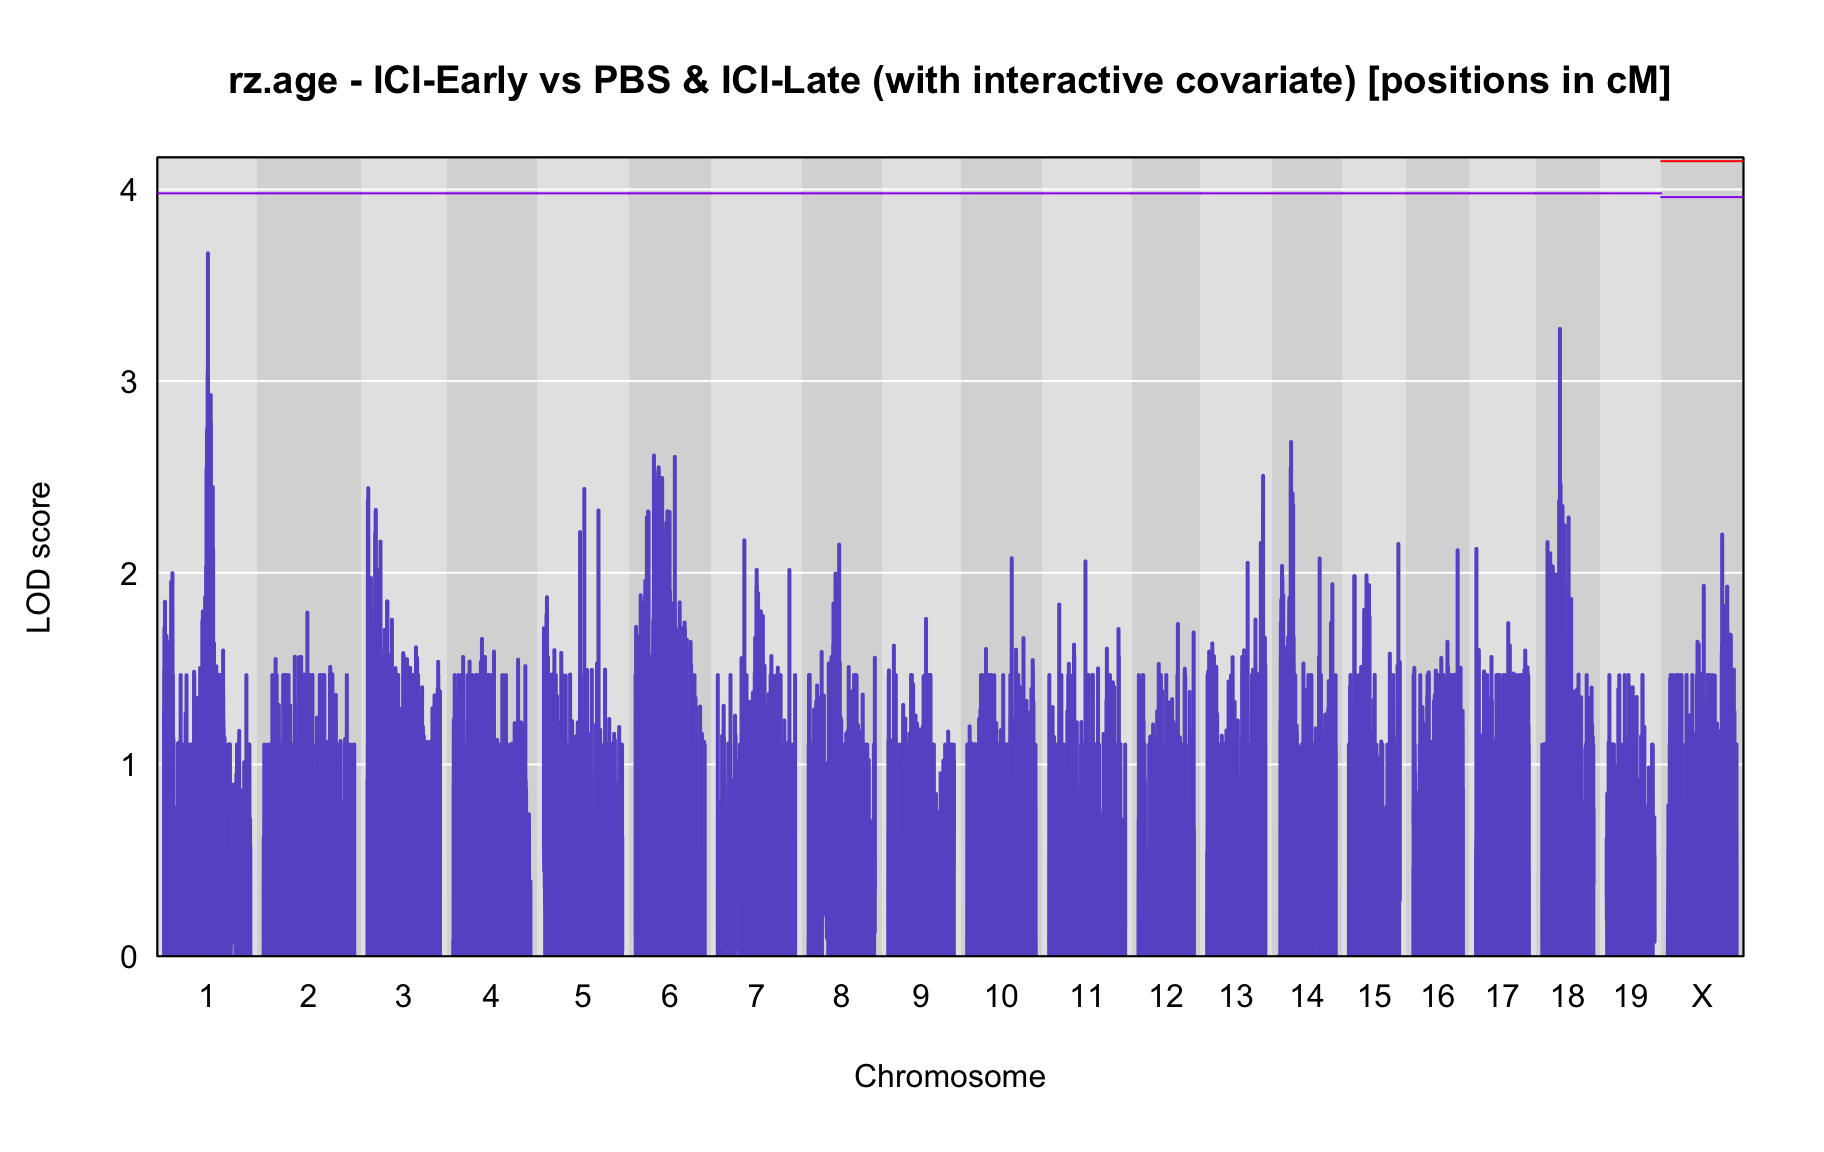 rz.age - ICI-Early vs PBS & ICI-Late (with interactive covariate) [positions in cM]
4
3
2
1
0
LOD score
1 2 3 4 5 6 7 8 9 10 11 12 13 14 15 16 17 18 19 X
Chromosome